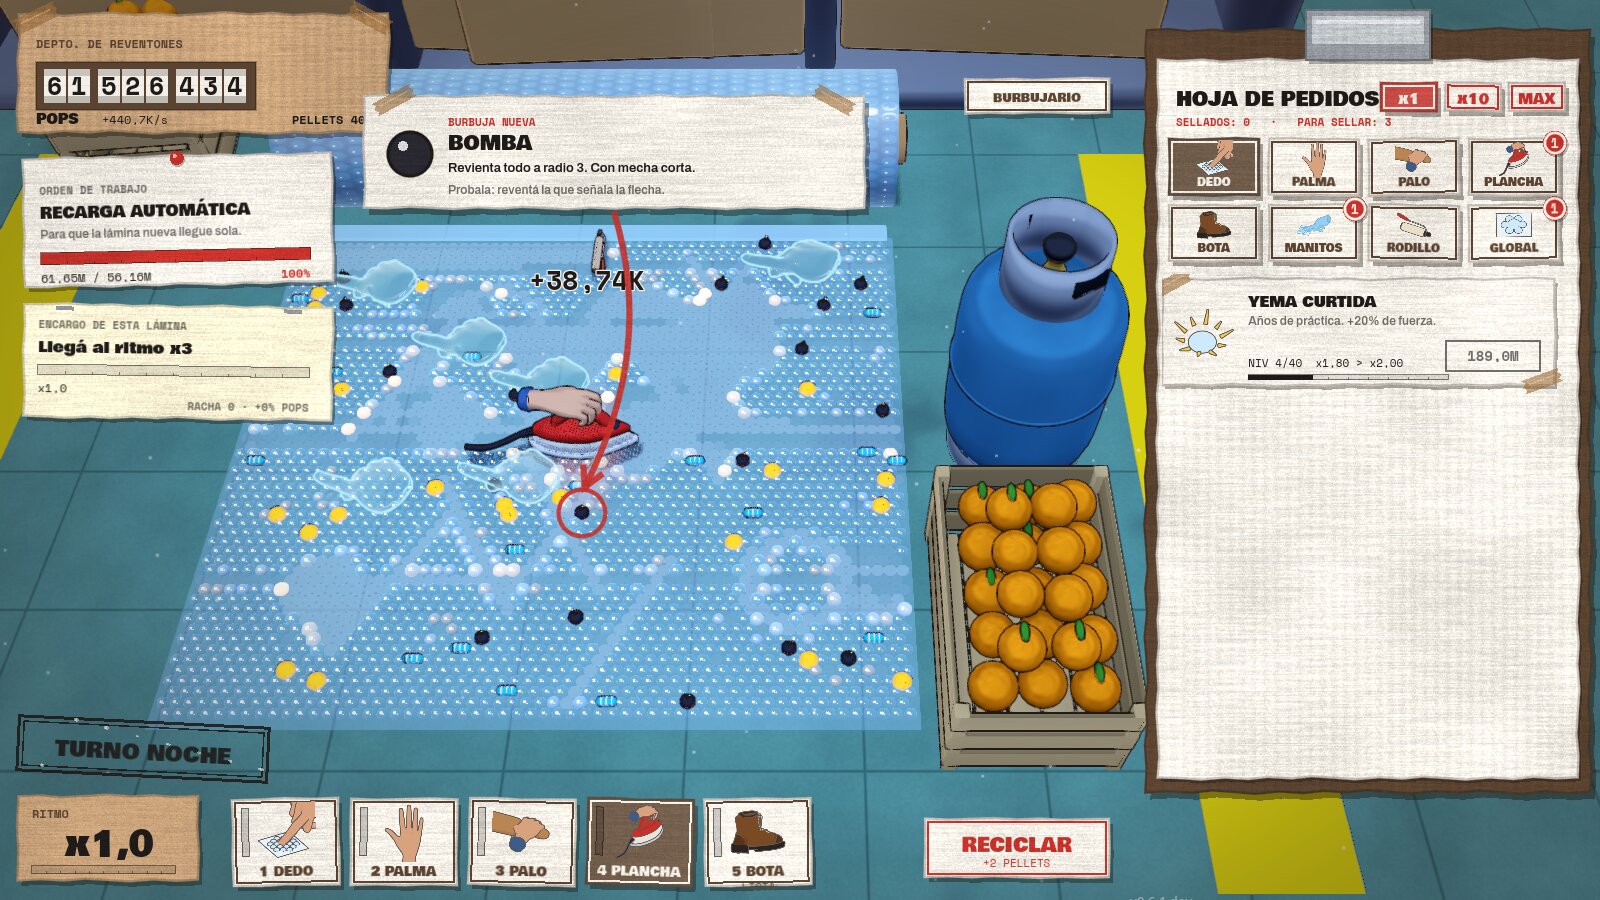 DEPTO. DE REVENTONES
61 526 434
POPS +440,7K/s PELLETS 40
ORDEN DE TRABAJO
RECARGA AUTOMÁTICA
Para que la lámina nueva llegue sola.
61,65M / 56,16M 100%
ENCARGO DE ESTA LÁMINA
Llegá al ritmo x3
x1,0
RACHA 0 · +0% POPS
BURBUJA NUEVA
BOMBA
Revienta todo a radio 3. Con mecha corta.
Probala: reventá la que señala la flecha.
+38,74K
BURBUJARIO
HOJA DE PEDIDOS x1 x10 MAX
SELLADOS: 0 · PARA SELLAR: 3
DEDO PALMA PALO PLANCHA 1
BOTA MANITOS 1 RODILLO GLOBAL 1
YEMA CURTIDA
Años de práctica. +20% de fuerza.
NIV 4/40 x1,80 > x2,00 189,0M
TURNO NOCHE
RITMO
x1,0
1 DEDO 2 PALMA 3 PALO 4 PLANCHA 5 BOTA
RECICLAR
+2 PELLETS